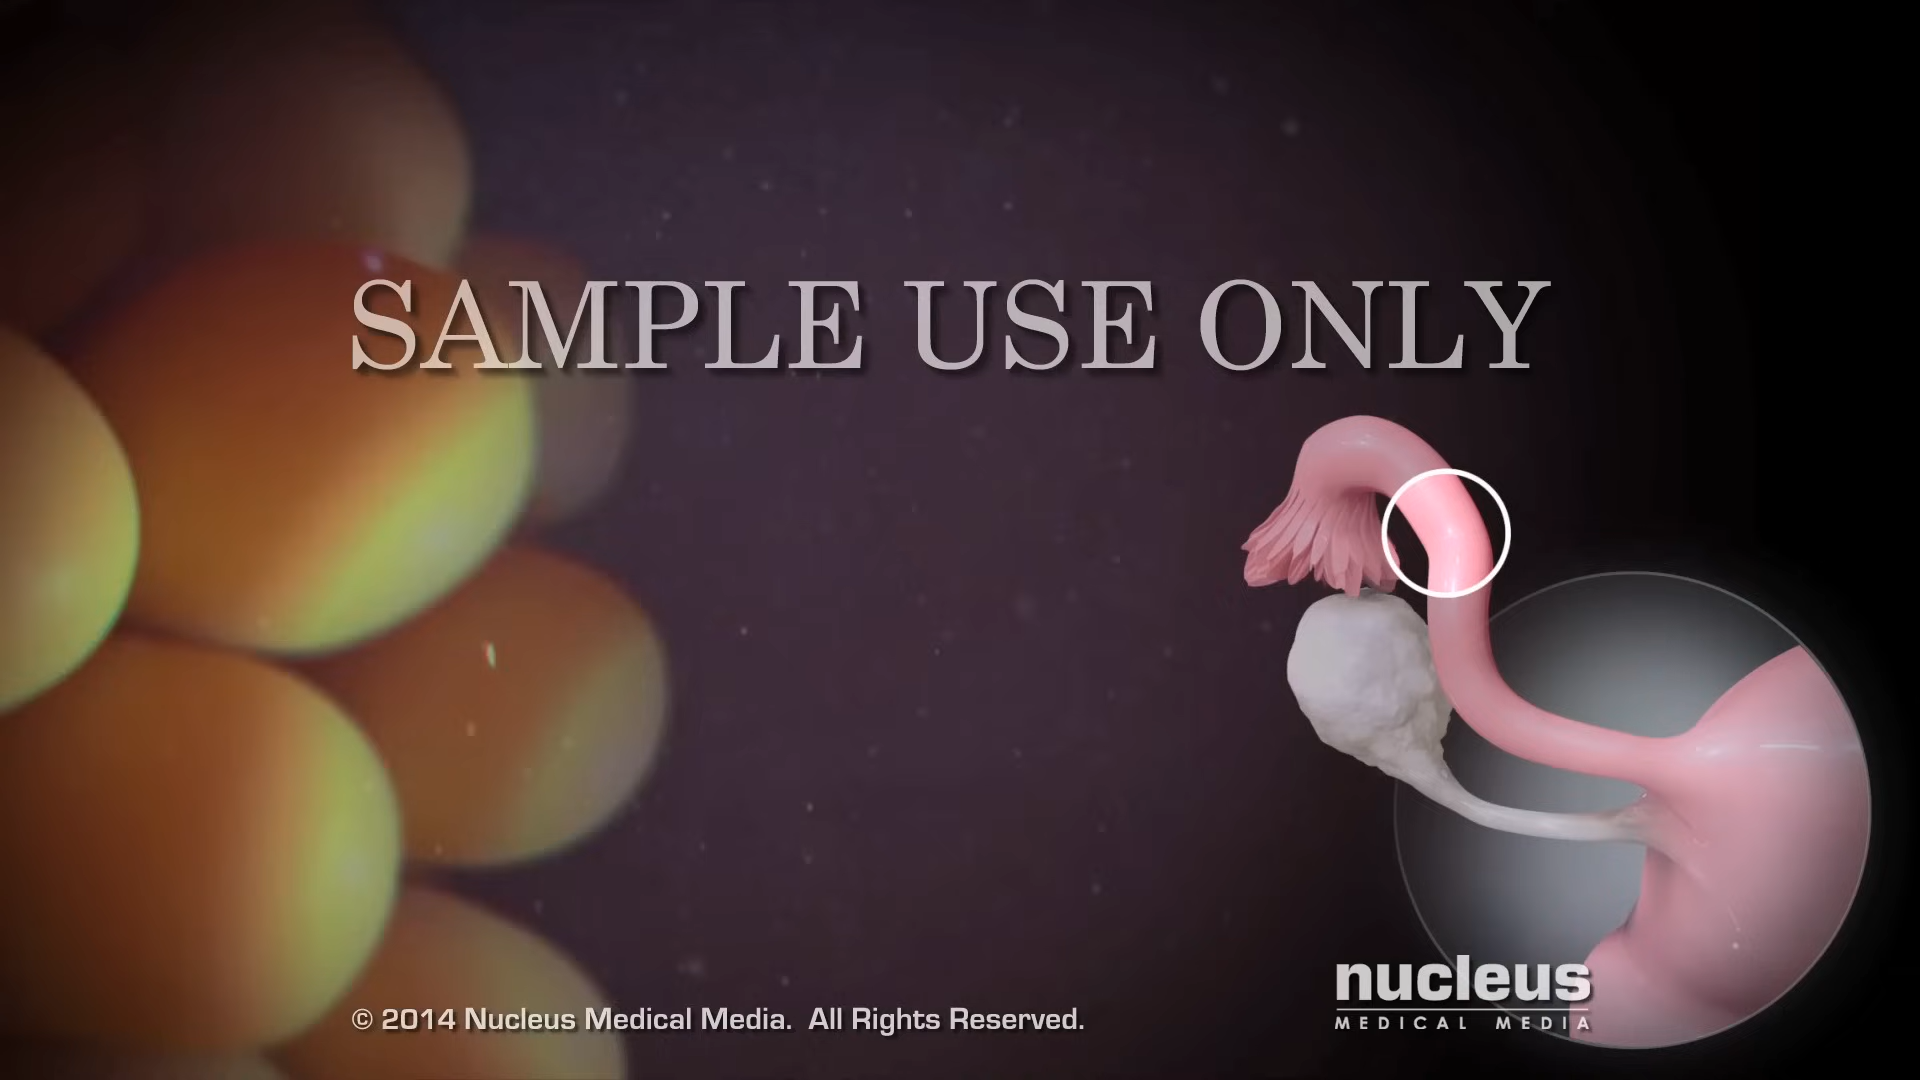 SAMPLE USE ONLY
nucleus
MEDICAL MEDIA
© 2014 Nucleus Medical Media. All Rights Reserved.